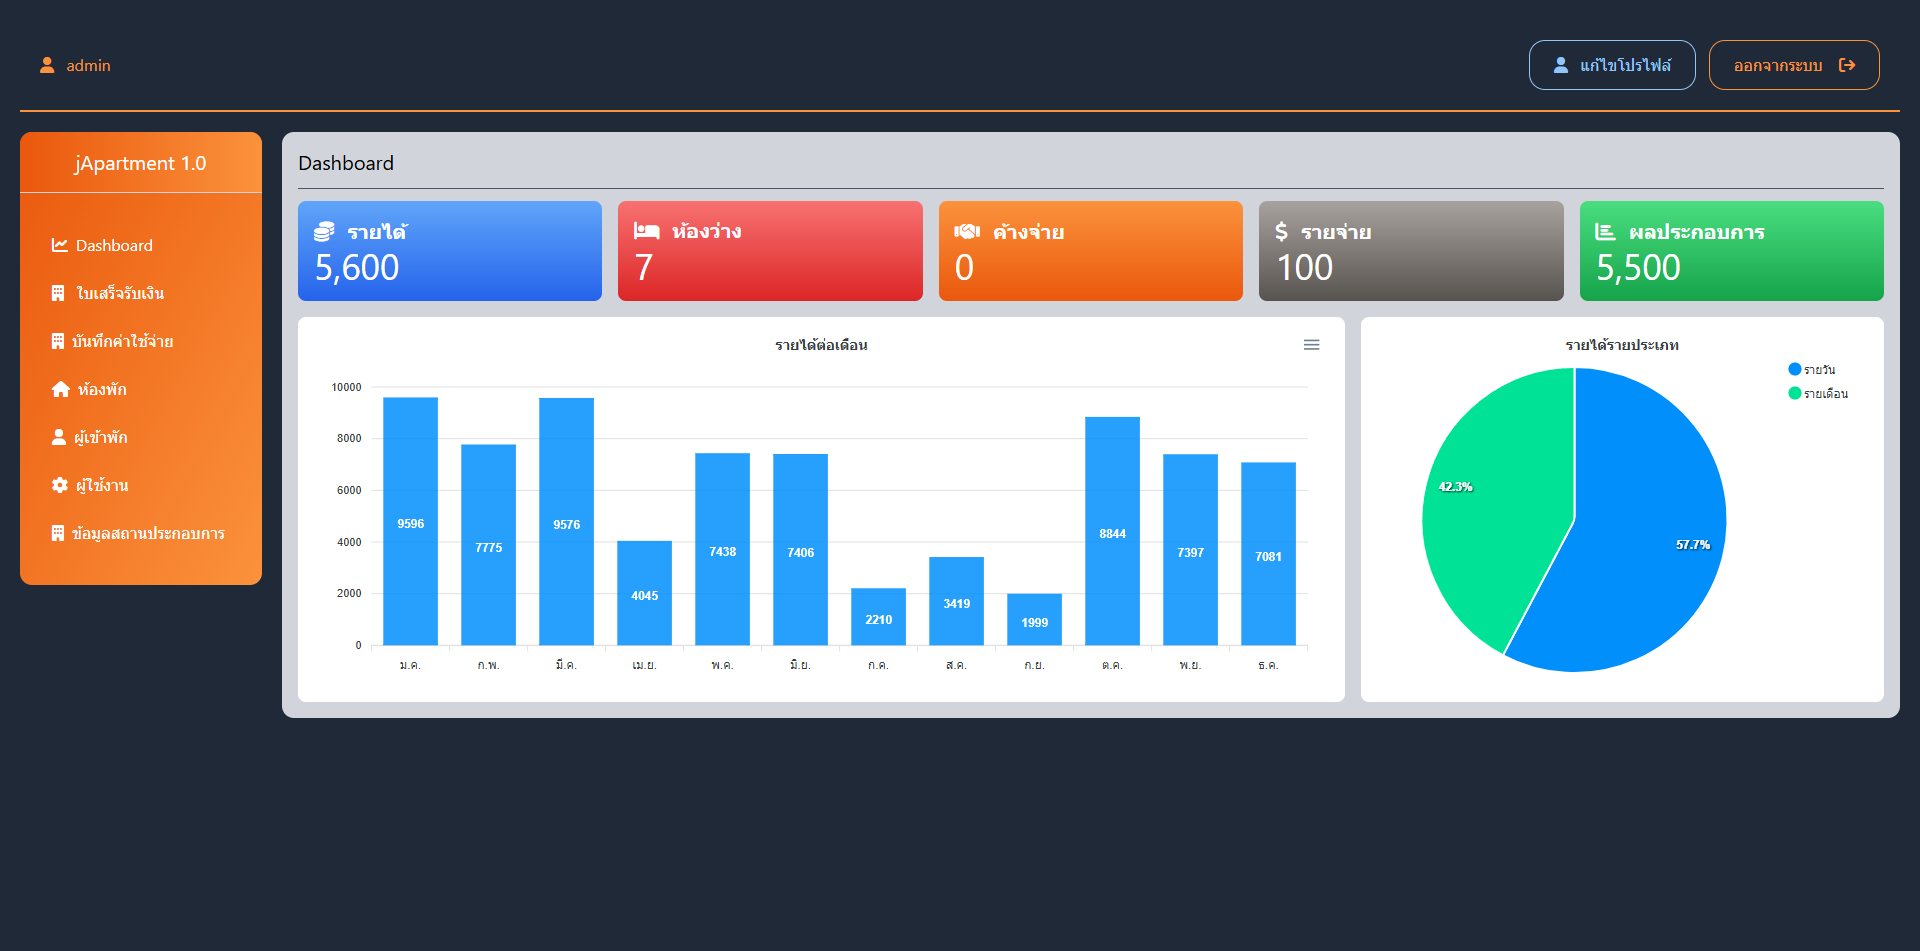 admin
แก้ไขโปรไฟล์
ออกจากระบบ
jApartment 1.0
Dashboard
ใบเสร็จรับเงิน
บันทึกค่าใช้จ่าย
ห้องพัก
ผู้เข้าพัก
ผู้ใช้งาน
ข้อมูลสถานประกอบการ
Dashboard
รายได้
5,600
ห้องว่าง
7
ค้างจ่าย
0
รายจ่าย
100
ผลประกอบการ
5,500
รายได้ต่อเดือน
10000
8000
6000
4000
2000
0
9596
7775
9576
4045
7438
7406
2210
3419
1999
8844
7397
7081
ม.ค.
ก.พ.
มี.ค.
เม.ย.
พ.ค.
มิ.ย.
ก.ค.
ส.ค.
ก.ย.
ต.ค.
พ.ย.
ธ.ค.
รายได้รายประเภท
รายวัน
รายเดือน
42.3%
57.7%